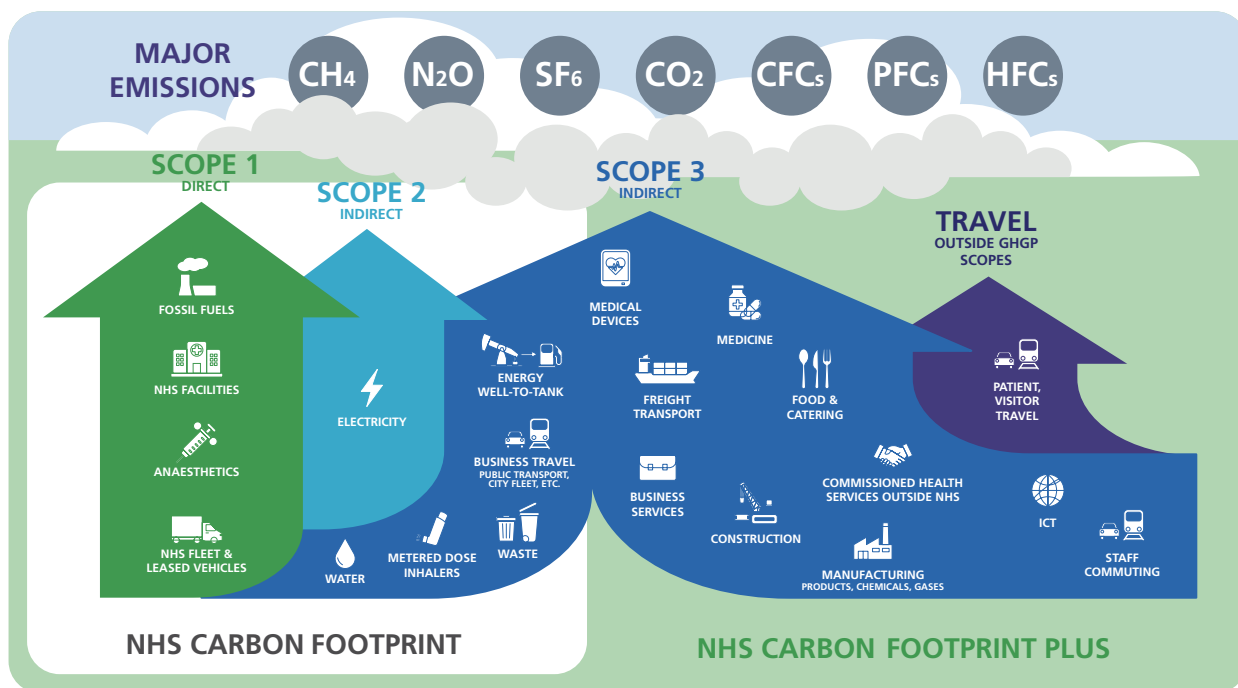 MAJOR
EMISSIONS
CH4
N2O
SF6
CO2
CFCs
PFCs
HFCs
SCOPE 1
DIRECT
FOSSIL FUELS
NHS FACILITIES
ANAESTHETICS
NHS FLEET &
LEASED VEHICLES
SCOPE 2
INDIRECT
ELECTRICITY
SCOPE 3
INDIRECT
MEDICAL
DEVICES
MEDICINE
ENERGY
WELL-TO-TANK
FREIGHT
TRANSPORT
FOOD &
CATERING
BUSINESS TRAVEL
PUBLIC TRANSPORT,
CITY FLEET, ETC.
BUSINESS
SERVICES
COMMISSIONED HEALTH
SERVICES OUTSIDE NHS
CONSTRUCTION
ICT
WATER
METERED DOSE
INHALERS
WASTE
MANUFACTURING
PRODUCTS, CHEMICALS, GASES
STAFF
COMMUTING
TRAVEL
OUTSIDE GHGP
SCOPES
PATIENT,
VISITOR
TRAVEL
NHS CARBON FOOTPRINT
NHS CARBON FOOTPRINT PLUS